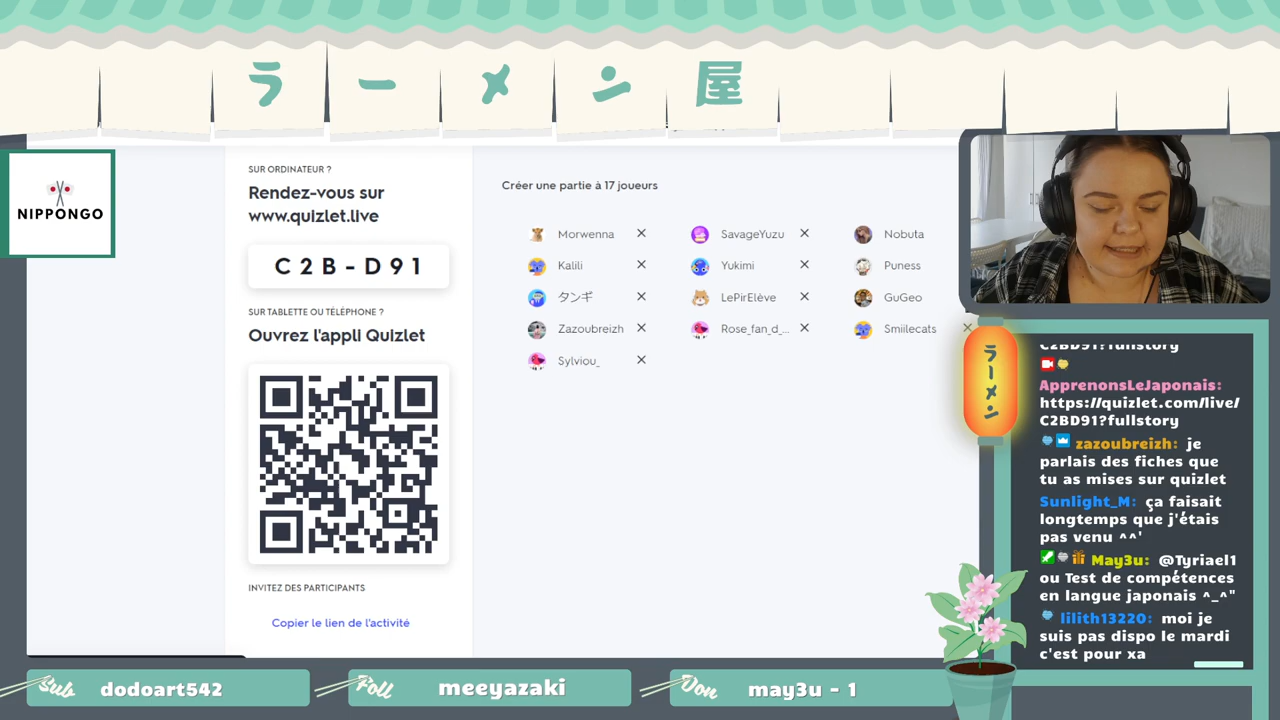 ラーメン屋
NIPPONGO
SUR ORDINATEUR ?
Rendez-vous sur
www.quizlet.live
C2B-D91
SUR TABLETTE OU TÉLÉPHONE ?
Ouvrez l'appli Quizlet
INVITEZ DES PARTICIPANTS
Copier le lien de l'activité
Créer une partie à 17 joueurs
Morwenna
SavageYuzu
Nobuta
Kalili
Yukimi
Puness
タンギ
LePirElève
GuGeo
Zazoubreizh
Rose_fan_d_...
Smiilecats
Sylviou_
ラーメン
C2BD91?fullstory
ApprenonsLeJaponais:
https://quizlet.com/live/
C2BD91?fullstory
zazoubreizh: je
parlais des fiches que
tu as mises sur quizlet
Sunlight_M: ça faisait
longtemps que j'étais
pas venu ^^'
May3u: @Tyriael1
ou Test de compétences
en langue japonais ^_^"
lilith13220: moi je
suis pas dispo le mardi
c'est pour xa
Sub dodoart542
Foll meeyazaki
Don may3u - 1